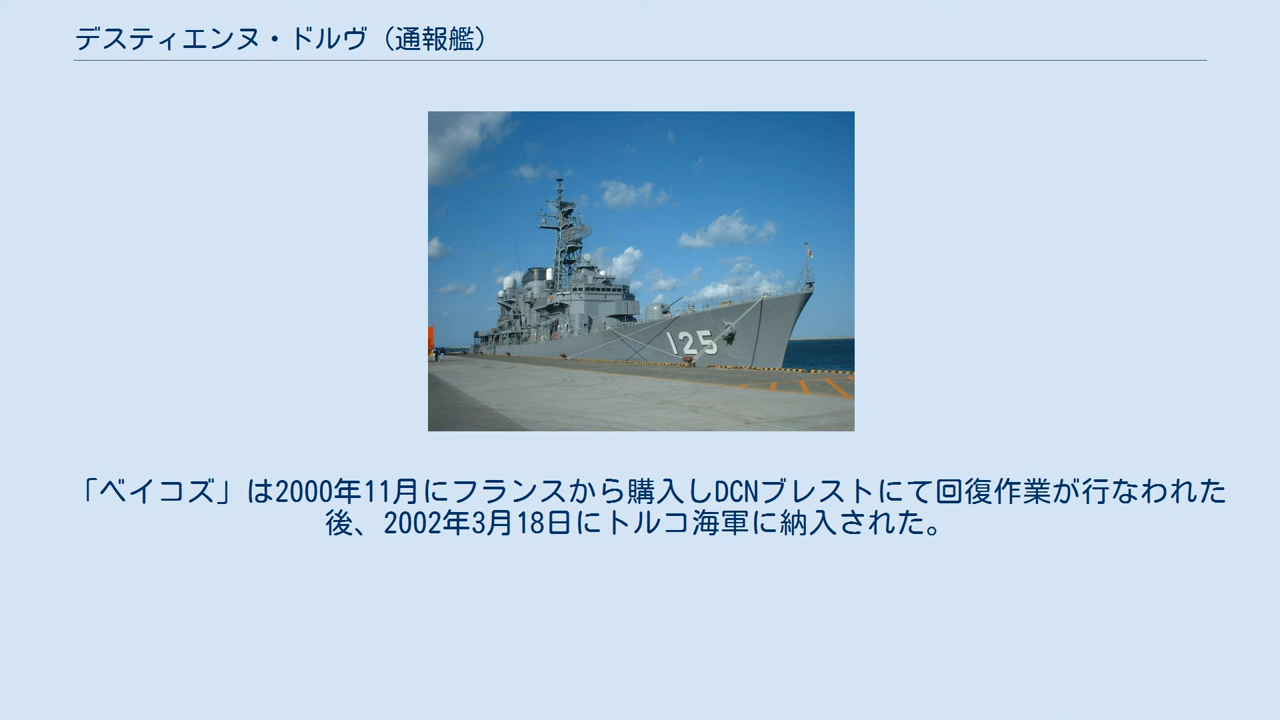 デスティエンヌ・ドルヴ（通報艦）
125
「ベイコズ」は2000年11月にフランスから購入しDCNブレストにて回復作業が行なわれた
後、2002年3月18日にトルコ海軍に納入された。